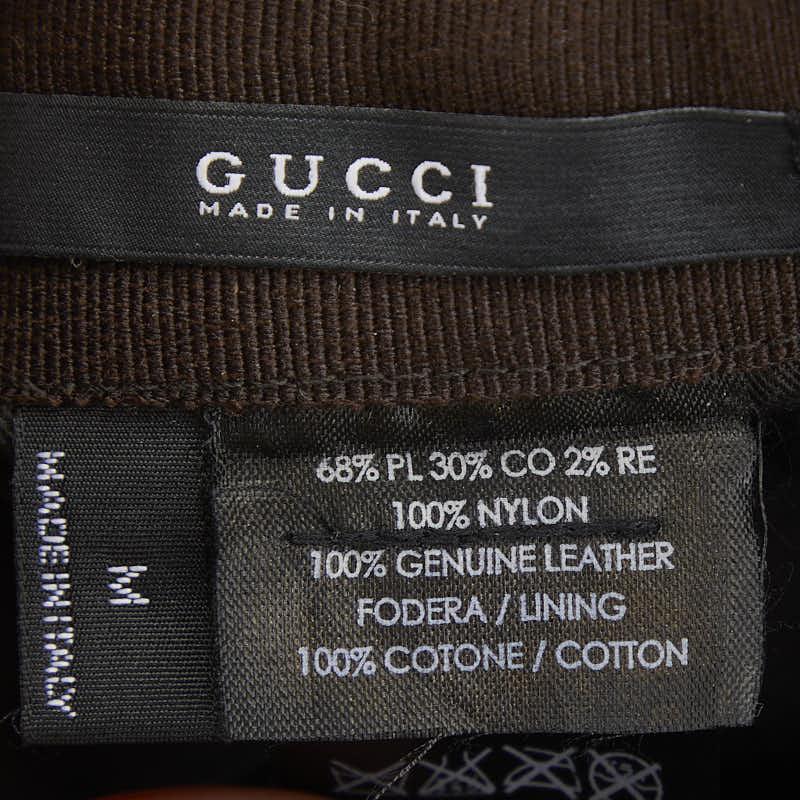 GUCCI
MADE IN ITALY
68% PL 30% CO 2% RE
100% NYLON
100% GENUINE LEATHER
FODERA / LINING
100% COTONE / COTTON
M
MADE IN ITALY